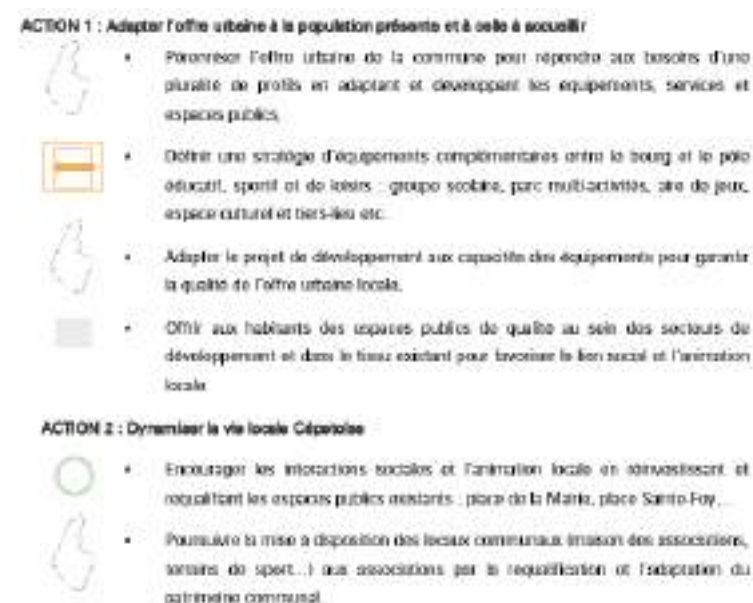 ACTION 1 : Adapter l'offre urbaine à la population présente et à celle à accueillir
• Pérenniser l'offre urbaine de la commune pour répondre aux besoins d'une
pluralité de profils en adaptant et développant les équipements, services et
espaces publics,
• Définir une stratégie d'équipements complémentaires entre le bourg et le pôle
éducatif, sportif et de loisirs : groupe scolaire, parc multi-activités, aire de jeux,
espace culturel et tiers-lieu etc.
• Adapter le projet de développement aux capacités des équipements pour garantir
la qualité de l'offre urbaine locale,
• Offrir aux habitants des espaces publics de qualité au sein des secteurs de
développement et dans le tissu existant pour favoriser le lien social et l'animation
locale
ACTION 2 : Dynamiser la vie locale Gépetoise
• Encourager les interactions sociales et l'animation locale en réinvestissant et
requalifiant les espaces publics existants : place de la Mairie, place Sainte-Foy,...
• Poursuivre la mise à disposition des locaux communaux (maison des associations,
terrains de sport...) aux associations par la requalification et l'adaptation du
patrimoine communal.